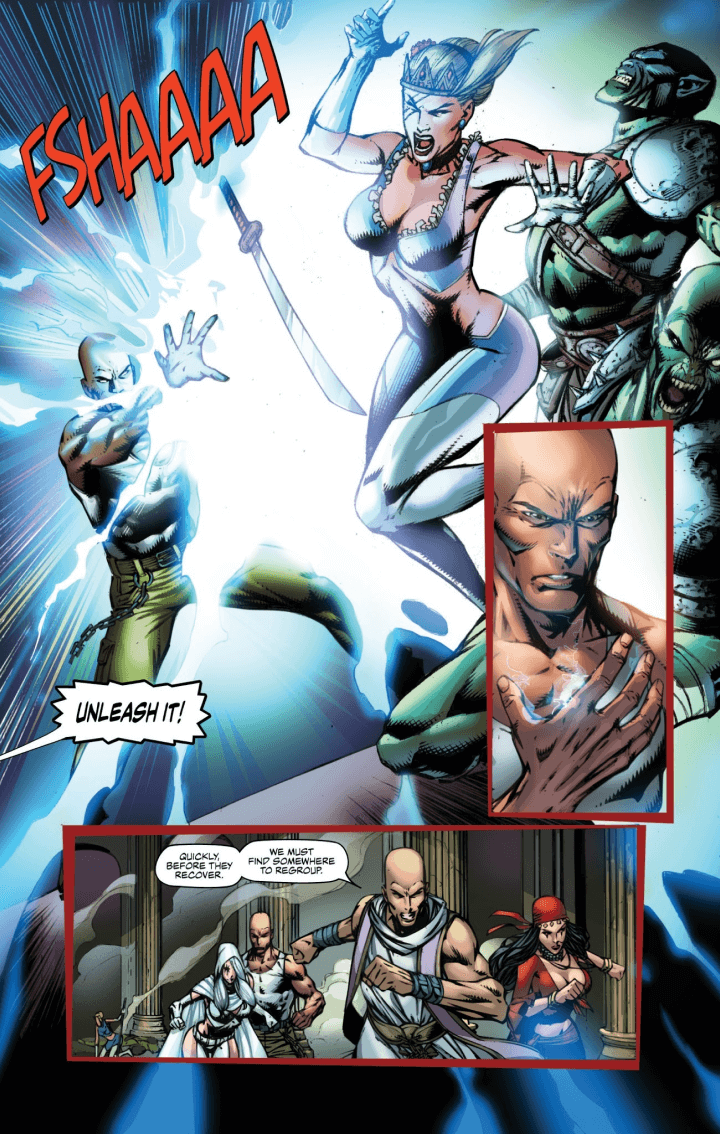 FSHAAAA
UNLEASH IT!
QUICKLY,
BEFORE THEY
RECOVER.
WE MUST
FIND SOMEWHERE
TO REGROUP.